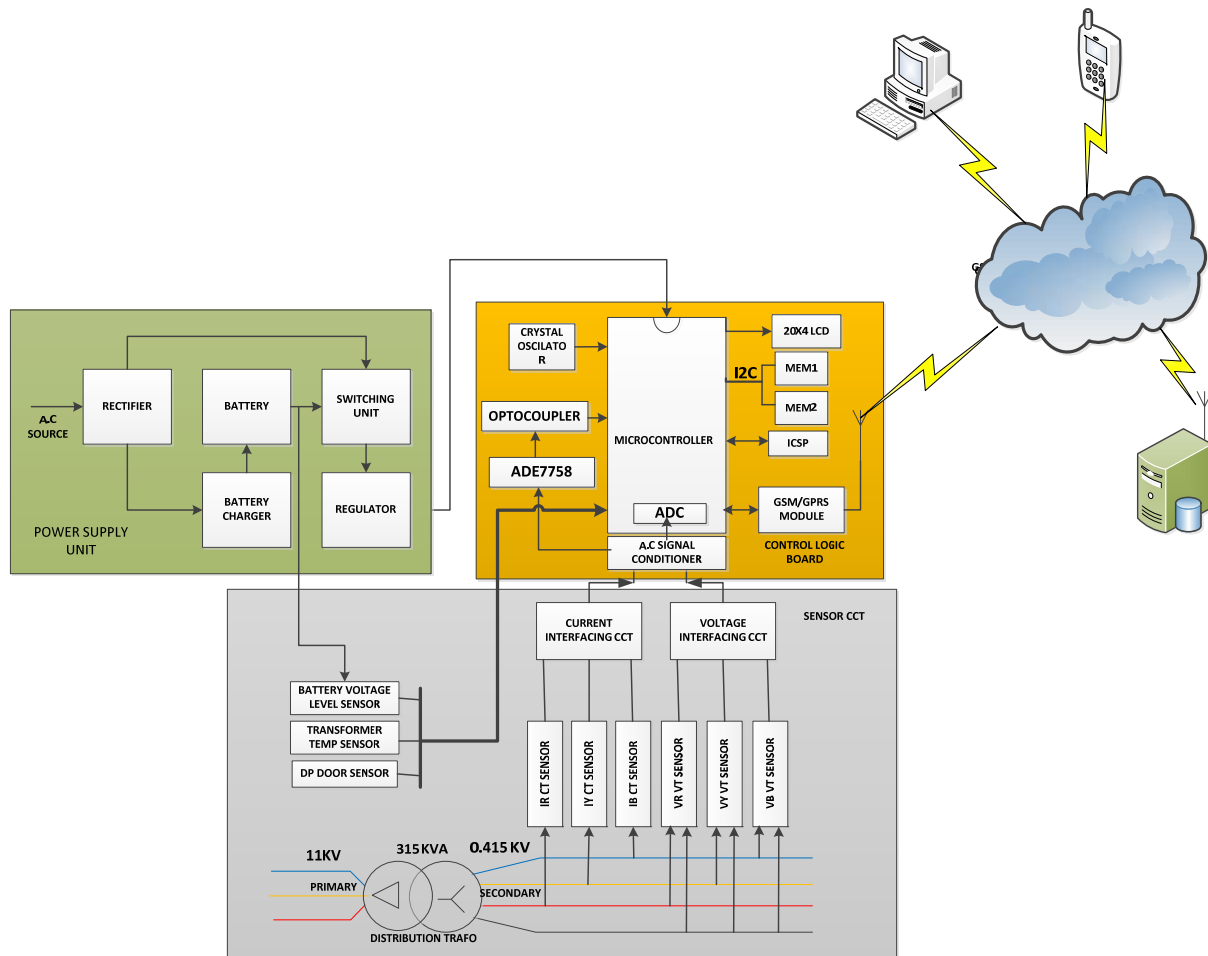 CRYSTAL
OSCILATO
R
20X4 LCD
MEM1
I2C
MEM2
OPTOCOUPLER
MICROCONTROLLER
ICSP
ADE7758
ADC
GSM/GPRS
MODULE
A.C SIGNAL
CONDITIONER
CONTROL LOGIC
BOARD
RECTIFIER
BATTERY
SWITCHING
UNIT
A.C
SOURCE
BATTERY
CHARGER
REGULATOR
POWER SUPPLY
UNIT
SENSOR CCT
CURRENT
INTERFACING CCT
VOLTAGE
INTERFACING CCT
BATTERY VOLTAGE
LEVEL SENSOR
TRANSFORMER
TEMP SENSOR
DP DOOR SENSOR
IR CT SENSOR
IY CT SENSOR
IB CT SENSOR
VR VT SENSOR
VY VT SENSOR
VB VT SENSOR
11KV
315 KVA
0.415 KV
PRIMARY
SECONDARY
DISTRIBUTION TRAFO